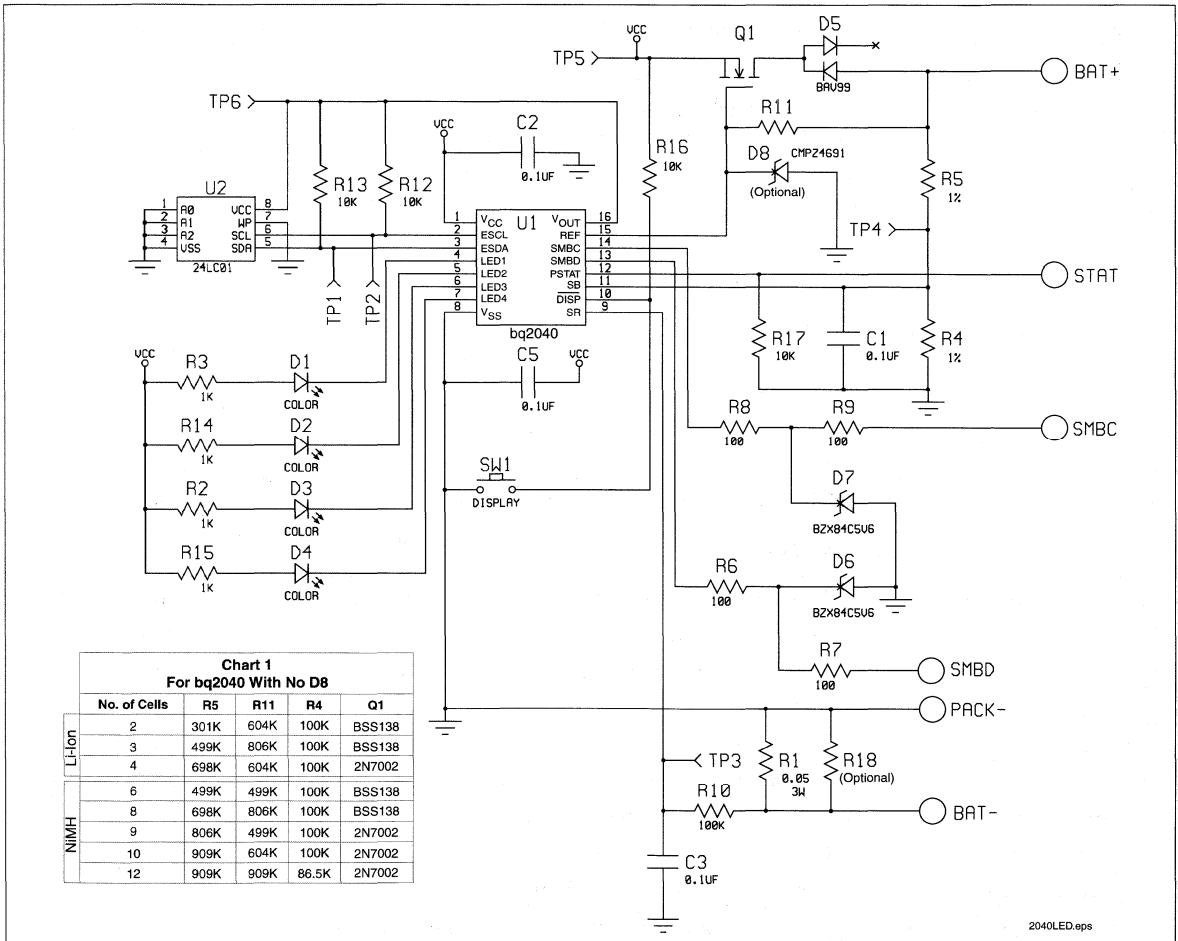 VCC
Q1
D5
TP5
BAV99
BAT+
TP6
R11
VCC
C2
0.1UF
R16
10K
D8
CMPZ4691
(Optional)
R5
1%
U2
R13
10K
R12
10K
1 A0 VCC 8
2 A1 WP 7
3 A2 SCL 6
4 VSS SDA 5
24LC01
TP4
U1
1 VCC VOUT 16
2 ESCL REF 15
3 ESDA SMBC 14
4 LED1 SMBD 13
5 LED2 PSTAT 12
6 LED3 SB 11
7 LED4 DISP 10
8 VSS SR 9
bq2040
TP1
TP2
STAT
R17
10K
C1
0.1UF
R4
1%
VCC
C5
0.1UF
VCC
R3
1K
D1
COLOR
R14
1K
D2
COLOR
R2
1K
D3
COLOR
R15
1K
D4
COLOR
R8
100
R9
100
SMBC
SW1
DISPLAY
D7
BZX84C5V6
R6
100
D6
BZX84C5V6
R7
100
SMBD
PACK-
TP3
R1
0.05
3W
R18
(Optional)
R10
100K
BAT-
C3
0.1UF
Chart 1
For bq2040 With No D8
No. of Cells R5 R11 R4 Q1
Li-Ion
2 301K 604K 100K BSS138
3 499K 806K 100K BSS138
4 698K 604K 100K 2N7002
NiMH
6 499K 499K 100K BSS138
8 698K 806K 100K BSS138
9 806K 499K 100K 2N7002
10 909K 604K 100K 2N7002
12 909K 909K 86.5K 2N7002
2040LED.eps